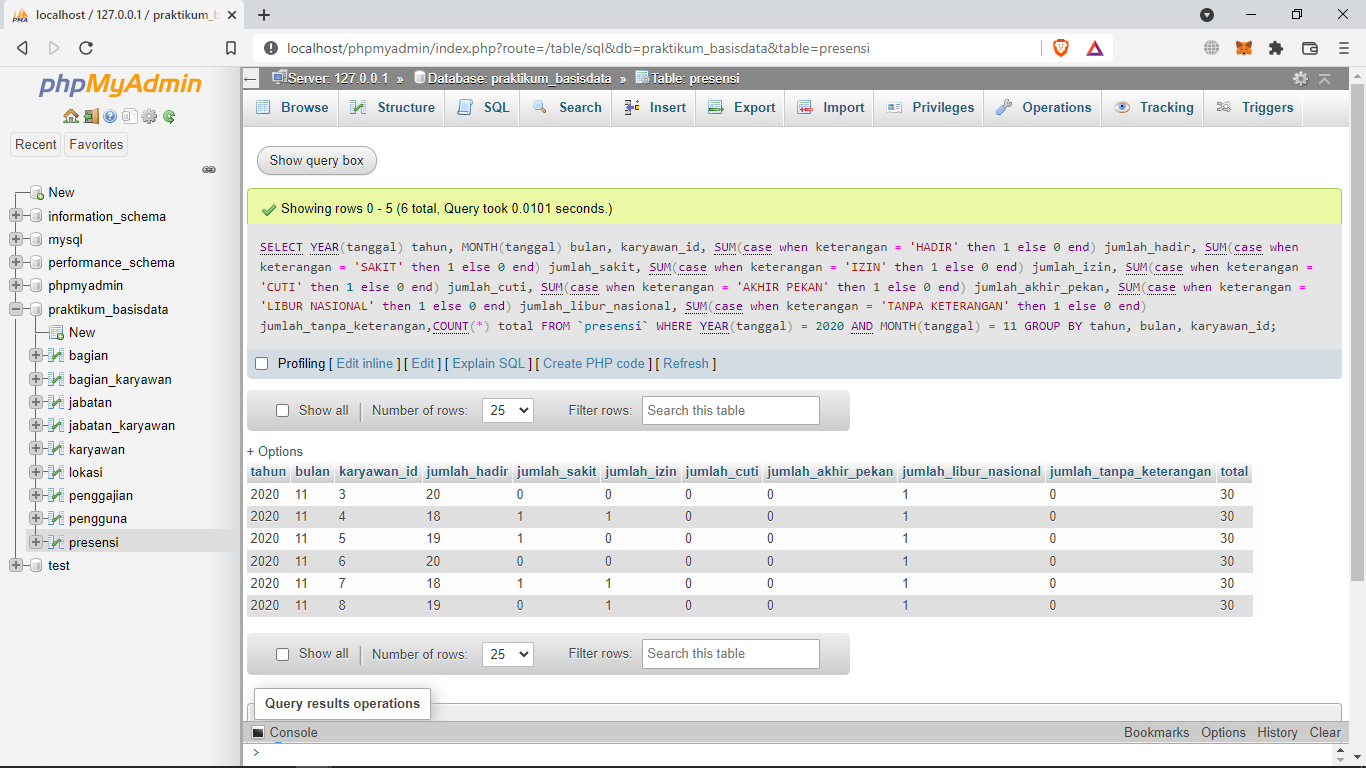 localhost / 127.0.0.1 / praktikum_b
localhost/phpmyadmin/index.php?route=/table/sql&db=praktikum_basisdata&table=presensi
phpMyAdmin
Recent
Favorites
New
information_schema
mysql
performance_schema
phpmyadmin
praktikum_basisdata
New
bagian
bagian_karyawan
jabatan
jabatan_karyawan
karyawan
lokasi
penggajian
pengguna
presensi
test
Server: 127.0.0.1 » Database: praktikum_basisdata » Table: presensi
Browse Structure SQL Search Insert Export Import Privileges Operations Tracking Triggers
Show query box
Showing rows 0 - 5 (6 total, Query took 0.0101 seconds.)
SELECT YEAR(tanggal) tahun, MONTH(tanggal) bulan, karyawan_id, SUM(case when keterangan = 'HADIR' then 1 else 0 end) jumlah_hadir, SUM(case when
keterangan = 'SAKIT' then 1 else 0 end) jumlah_sakit, SUM(case when keterangan = 'IZIN' then 1 else 0 end) jumlah_izin, SUM(case when keterangan =
'CUTI' then 1 else 0 end) jumlah_cuti, SUM(case when keterangan = 'AKHIR PEKAN' then 1 else 0 end) jumlah_akhir_pekan, SUM(case when keterangan =
'LIBUR NASIONAL' then 1 else 0 end) jumlah_libur_nasional, SUM(case when keterangan = 'TANPA KETERANGAN' then 1 else 0 end)
jumlah_tanpa_keterangan,COUNT(*) total FROM `presensi` WHERE YEAR(tanggal) = 2020 AND MONTH(tanggal) = 11 GROUP BY tahun, bulan, karyawan_id;
Profiling [ Edit inline ] [ Edit ] [ Explain SQL ] [ Create PHP code ] [ Refresh ]
Show all | Number of rows: 25 Filter rows: Search this table
+ Options
tahun bulan karyawan_id jumlah_hadir jumlah_sakit jumlah_izin jumlah_cuti jumlah_akhir_pekan jumlah_libur_nasional jumlah_tanpa_keterangan total
2020 11 3 20 0 0 0 0 1 0 30
2020 11 4 18 1 1 0 0 1 0 30
2020 11 5 19 1 0 0 0 1 0 30
2020 11 6 20 0 0 0 0 1 0 30
2020 11 7 18 1 1 0 0 1 0 30
2020 11 8 19 0 1 0 0 1 0 30
Show all | Number of rows: 25 Filter rows: Search this table
Query results operations
Console Bookmarks Options History Clear
>